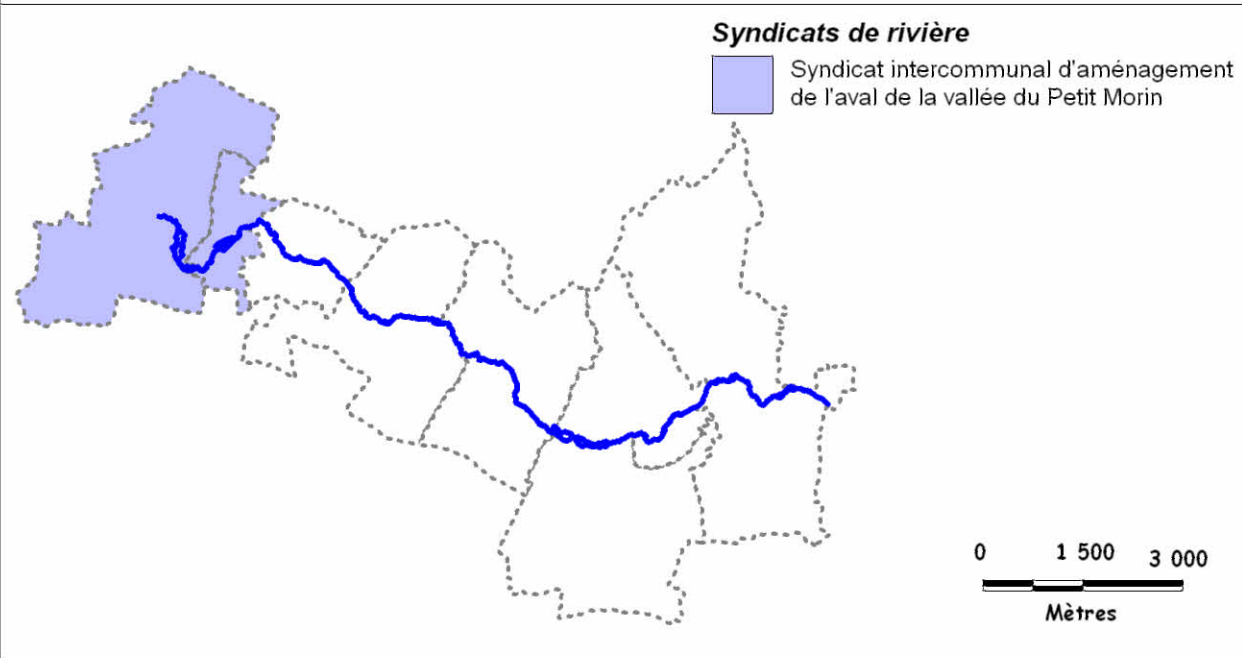 Syndicats de rivière
Syndicat intercommunal d'aménagement
de l'aval de la vallée du Petit Morin
0 1 500 3 000
Mètres